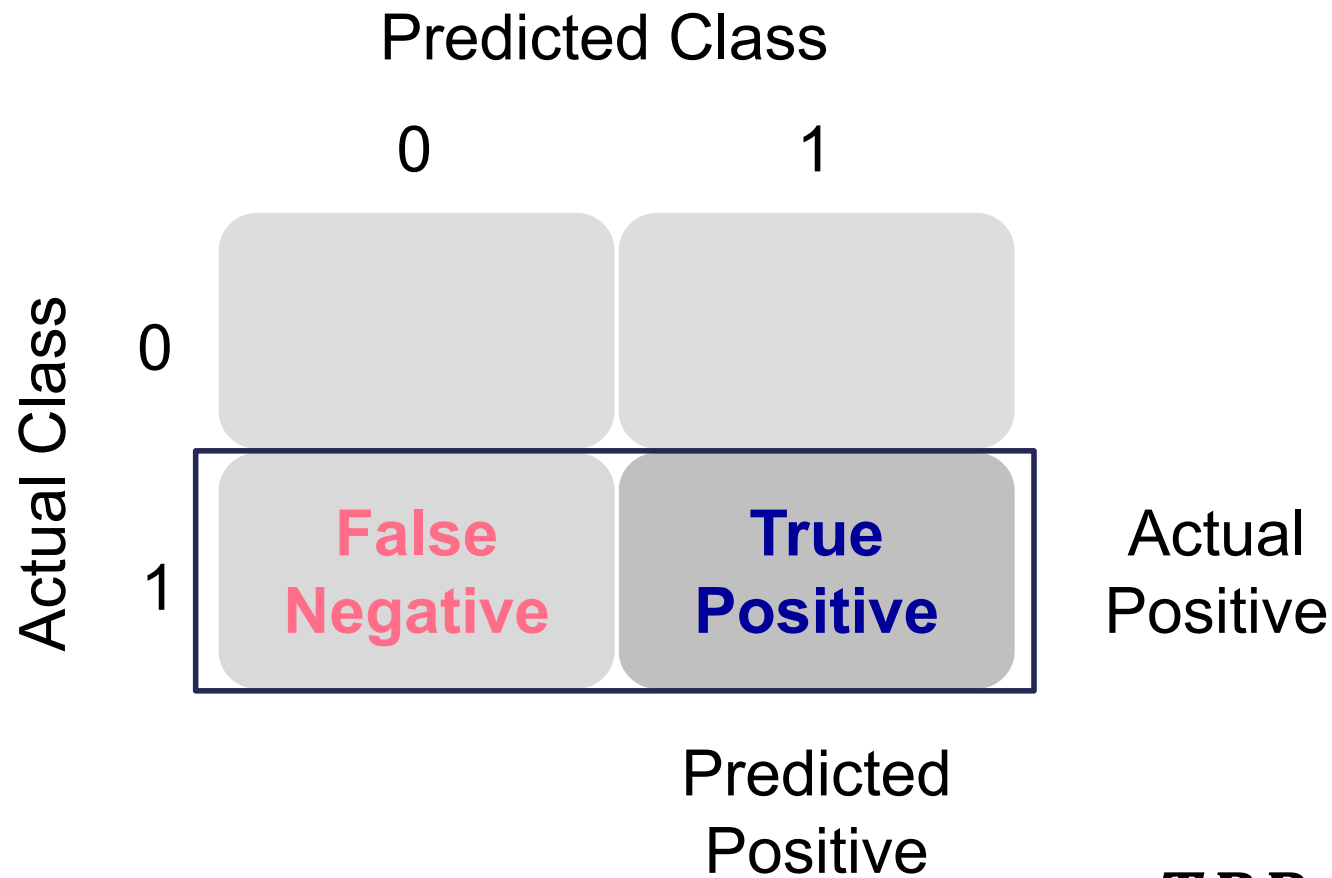 Predicted Class
0 1
Actual Class
0
1
False
Negative
True
Positive
Actual
Positive
Predicted
Positive